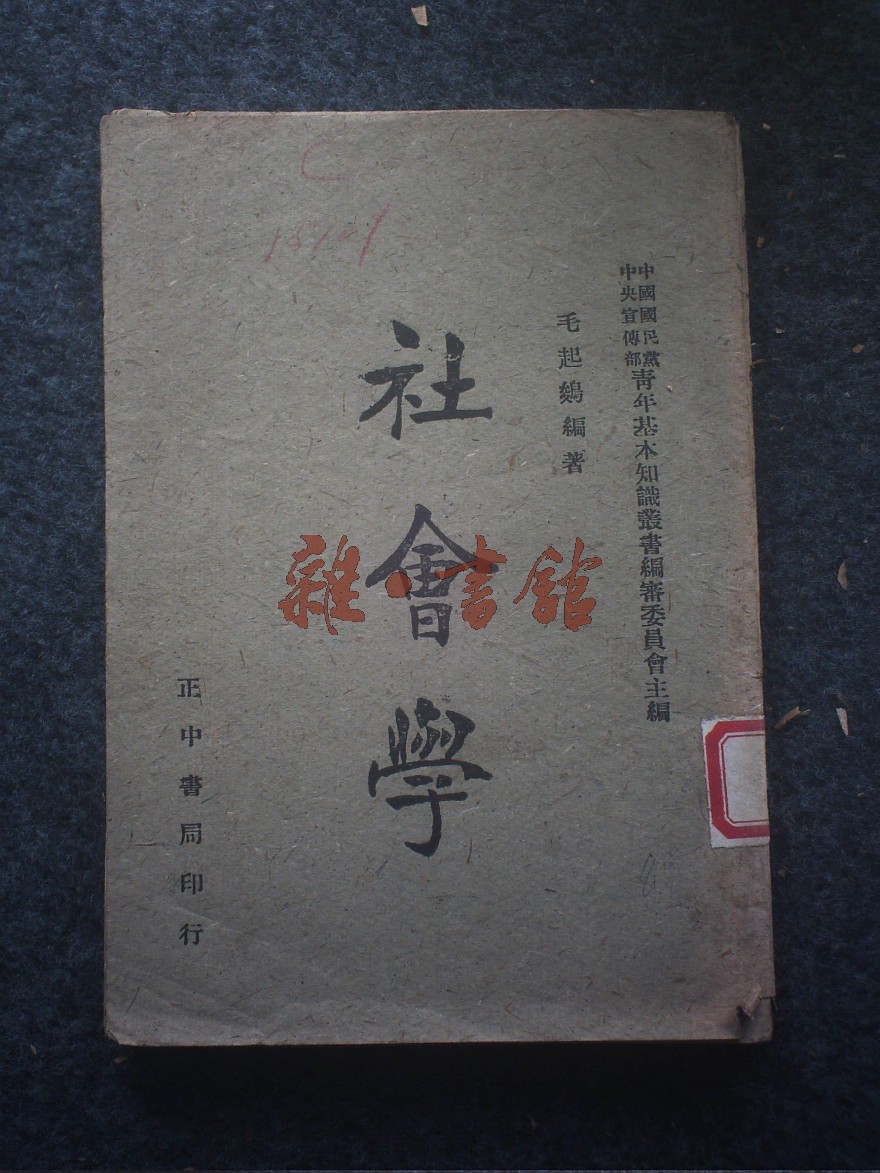 中國國民黨
中央宣傳部
青年基本知識叢書編審委員會主編
毛起鵕編著
社會學
正中書局印行
雜·書館